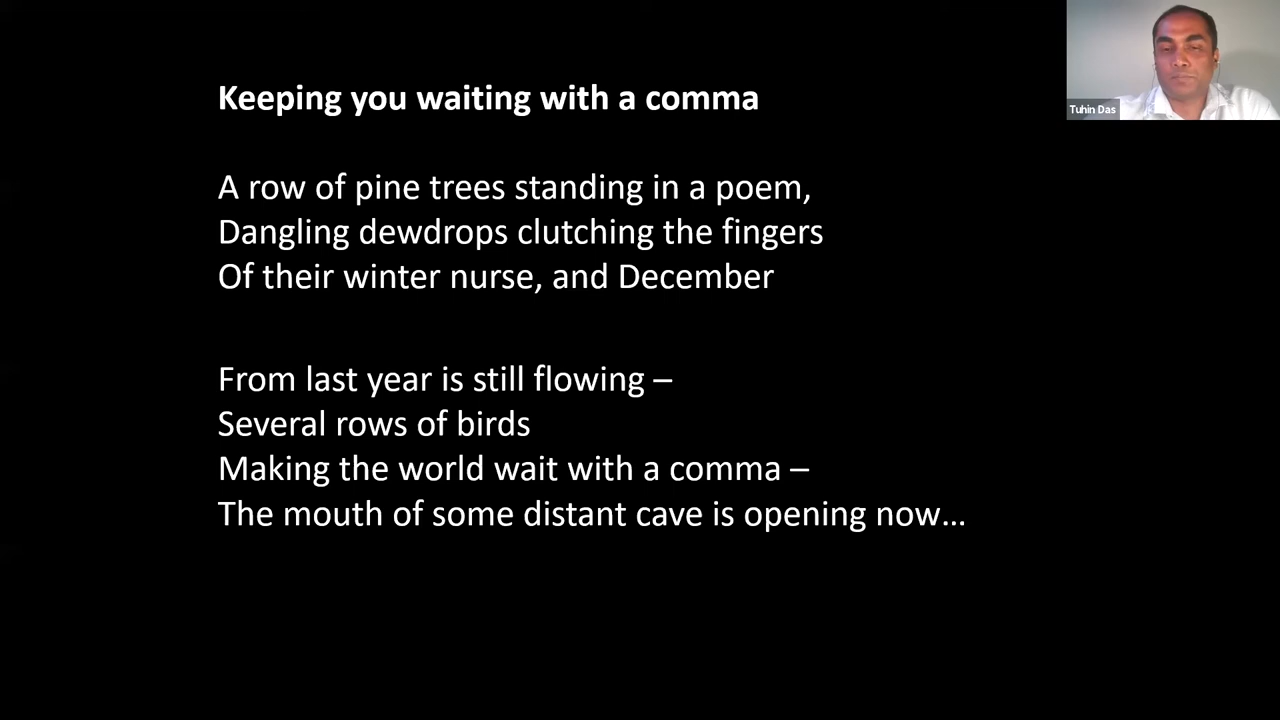 Keeping you waiting with a comma
A row of pine trees standing in a poem,
Dangling dewdrops clutching the fingers
Of their winter nurse, and December
From last year is still flowing –
Several rows of birds
Making the world wait with a comma –
The mouth of some distant cave is opening now...
Tuhin Das